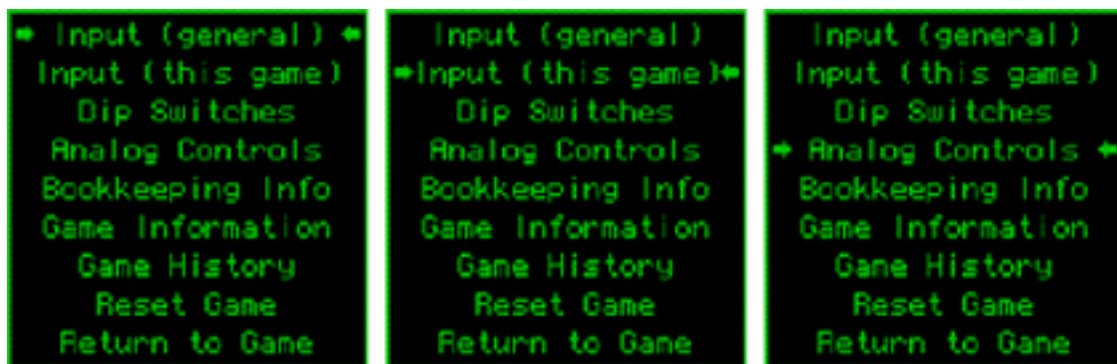 Input (general)
Input (this game)
Dip Switches
Analog Controls
Bookkeeping Info
Game Information
Game History
Reset Game
Return to Game
Input (general)
Input (this game)
Dip Switches
Analog Controls
Bookkeeping Info
Game Information
Game History
Reset Game
Return to Game
Input (general)
Input (this game)
Dip Switches
Analog Controls
Bookkeeping Info
Game Information
Game History
Reset Game
Return to Game